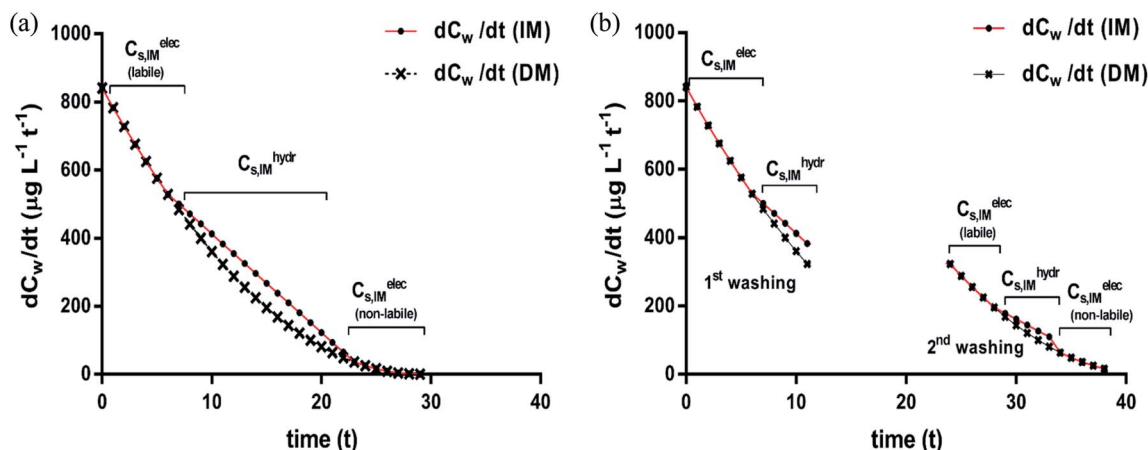 (a)
1000
800
600
400
200
0
0 10 20 30 40
dC_w/dt (μg L⁻¹ t⁻¹)
time (t)
dC_w /dt (IM)
dC_w /dt (DM)
C_s,IM^elec
(labile)
C_s,IM^hydr
C_s,IM^elec
(non-labile)
(b)
1000
800
600
400
200
0
0 10 20 30 40
dC_w/dt (μg L⁻¹ t⁻¹)
time (t)
dC_w /dt (IM)
dC_w /dt (DM)
C_s,IM^elec
C_s,IM^hydr
1st washing
C_s,IM^elec
(labile)
C_s,IM^hydr
C_s,IM^elec
(non-labile)
2nd washing